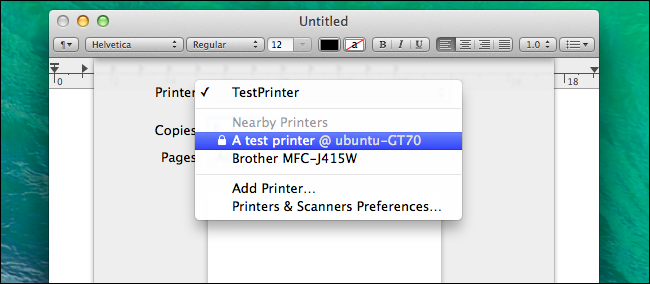 Untitled
¶ Helvetica Regular 12 a B I U 1.0
0 16 18
Printer ✓ TestPrinter
Nearby Printers
Copies
A test printer @ ubuntu-GT70
Pages
Brother MFC-J415W
Add Printer...
Printers & Scanners Preferences...